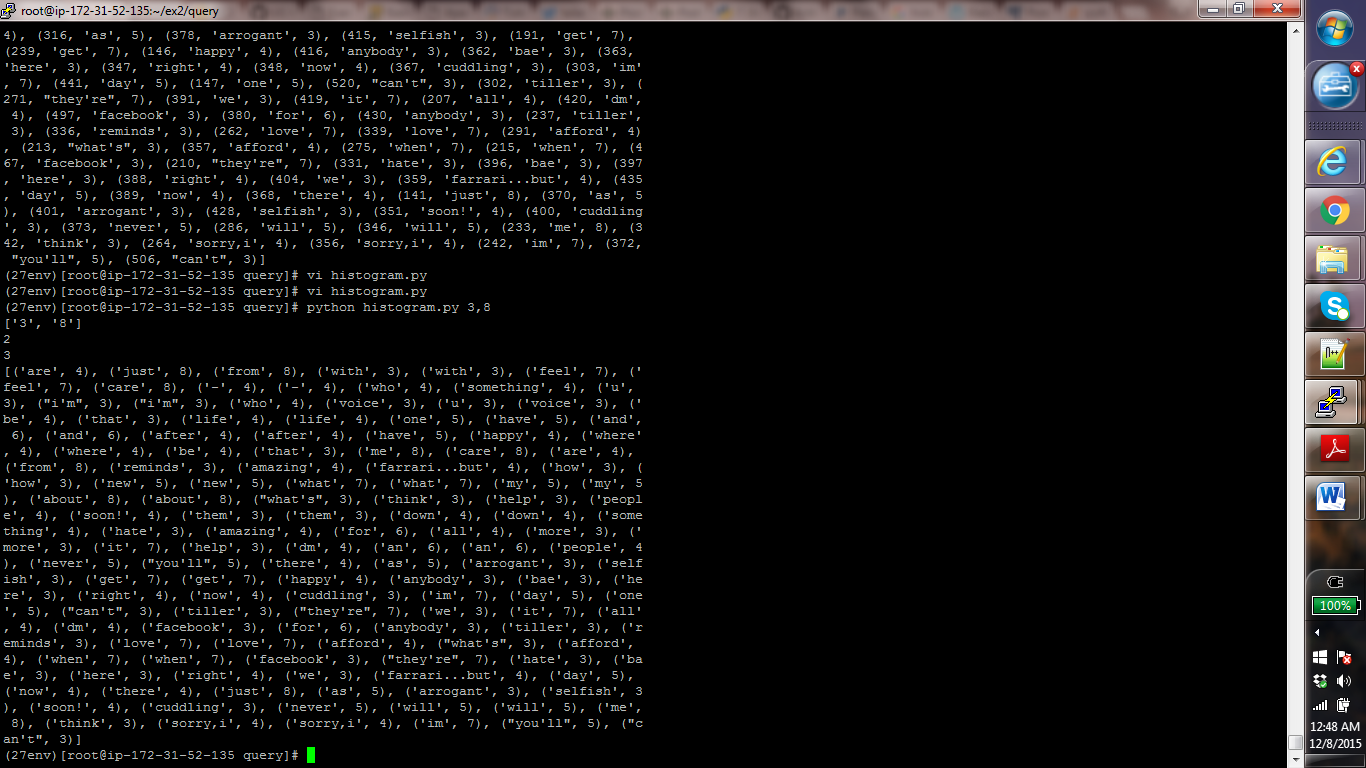 root@ip-172-31-52-135:~/ex2/query
4), (316, 'as', 5), (378, 'arrogant', 3), (415, 'selfish', 3), (191, 'get', 7),
(239, 'get', 7), (146, 'happy', 4), (416, 'anybody', 3), (362, 'bae', 3), (363,
'here', 3), (347, 'right', 4), (348, 'now', 4), (367, 'cuddling', 3), (303, 'im'
, 7), (441, 'day', 5), (147, 'one', 5), (520, "can't", 3), (302, 'tiller', 3), (
271, "they're", 7), (391, 'we', 3), (419, 'it', 7), (207, 'all', 4), (420, 'dm',
4), (497, 'facebook', 3), (380, 'for', 6), (430, 'anybody', 3), (237, 'tiller',
3), (336, 'reminds', 3), (262, 'love', 7), (339, 'love', 7), (291, 'afford', 4)
, (213, "what's", 3), (357, 'afford', 4), (275, 'when', 7), (215, 'when', 7), (4
67, 'facebook', 3), (210, "they're", 7), (331, 'hate', 3), (396, 'bae', 3), (397
, 'here', 3), (388, 'right', 4), (404, 'we', 3), (359, 'farrari...but', 4), (435
, 'day', 5), (389, 'now', 4), (368, 'there', 4), (141, 'just', 8), (370, 'as', 5
), (401, 'arrogant', 3), (428, 'selfish', 3), (351, 'soon!', 4), (400, 'cuddling
', 3), (373, 'never', 5), (286, 'will', 5), (346, 'will', 5), (233, 'me', 8), (3
42, 'think', 3), (264, 'sorry,i', 4), (356, 'sorry,i', 4), (242, 'im', 7), (372,
"you'll", 5), (506, "can't", 3)]
(27env)[root@ip-172-31-52-135 query]# vi histogram.py
(27env)[root@ip-172-31-52-135 query]# vi histogram.py
(27env)[root@ip-172-31-52-135 query]# python histogram.py 3,8
['3', '8']
2
3
[('are', 4), ('just', 8), ('from', 8), ('with', 3), ('with', 3), ('feel', 7), ('
feel', 7), ('care', 8), ('-', 4), ('-', 4), ('who', 4), ('something', 4), ('u',
3), ("i'm", 3), ("i'm", 3), ('who', 4), ('voice', 3), ('u', 3), ('voice', 3), ('
be', 4), ('that', 3), ('life', 4), ('life', 4), ('one', 5), ('have', 5), ('and',
6), ('and', 6), ('after', 4), ('after', 4), ('have', 5), ('happy', 4), ('where'
, 4), ('where', 4), ('be', 4), ('that', 3), ('me', 8), ('care', 8), ('are', 4),
('from', 8), ('reminds', 3), ('amazing', 4), ('farrari...but', 4), ('how', 3), (
'how', 3), ('new', 5), ('new', 5), ('what', 7), ('what', 7), ('my', 5), ('my', 5
), ('about', 8), ('about', 8), ("what's", 3), ('think', 3), ('help', 3), ('peopl
e', 4), ('soon!', 4), ('them', 3), ('them', 3), ('down', 4), ('down', 4), ('some
thing', 4), ('hate', 3), ('amazing', 4), ('for', 6), ('all', 4), ('more', 3), ('
more', 3), ('it', 7), ('help', 3), ('dm', 4), ('an', 6), ('an', 6), ('people', 4
), ('never', 5), ("you'll", 5), ('there', 4), ('as', 5), ('arrogant', 3), ('self
ish', 3), ('get', 7), ('get', 7), ('happy', 4), ('anybody', 3), ('bae', 3), ('he
re', 3), ('right', 4), ('now', 4), ('cuddling', 3), ('im', 7), ('day', 5), ('one
', 5), ("can't", 3), ('tiller', 3), ("they're", 7), ('we', 3), ('it', 7), ('all'
, 4), ('dm', 4), ('facebook', 3), ('for', 6), ('anybody', 3), ('tiller', 3), ('r
eminds', 3), ('love', 7), ('love', 7), ('afford', 4), ("what's", 3), ('afford',
4), ('when', 7), ('when', 7), ('facebook', 3), ("they're", 7), ('hate', 3), ('ba
e', 3), ('here', 3), ('right', 4), ('we', 3), ('farrari...but', 4), ('day', 5),
('now', 4), ('there', 4), ('just', 8), ('as', 5), ('arrogant', 3), ('selfish', 3
), ('soon!', 4), ('cuddling', 3), ('never', 5), ('will', 5), ('will', 5), ('me',
8), ('think', 3), ('sorry,i', 4), ('sorry,i', 4), ('im', 7), ("you'll", 5), ("c
an't", 3)]
(27env)[root@ip-172-31-52-135 query]#
100%
12:48 AM
12/8/2015